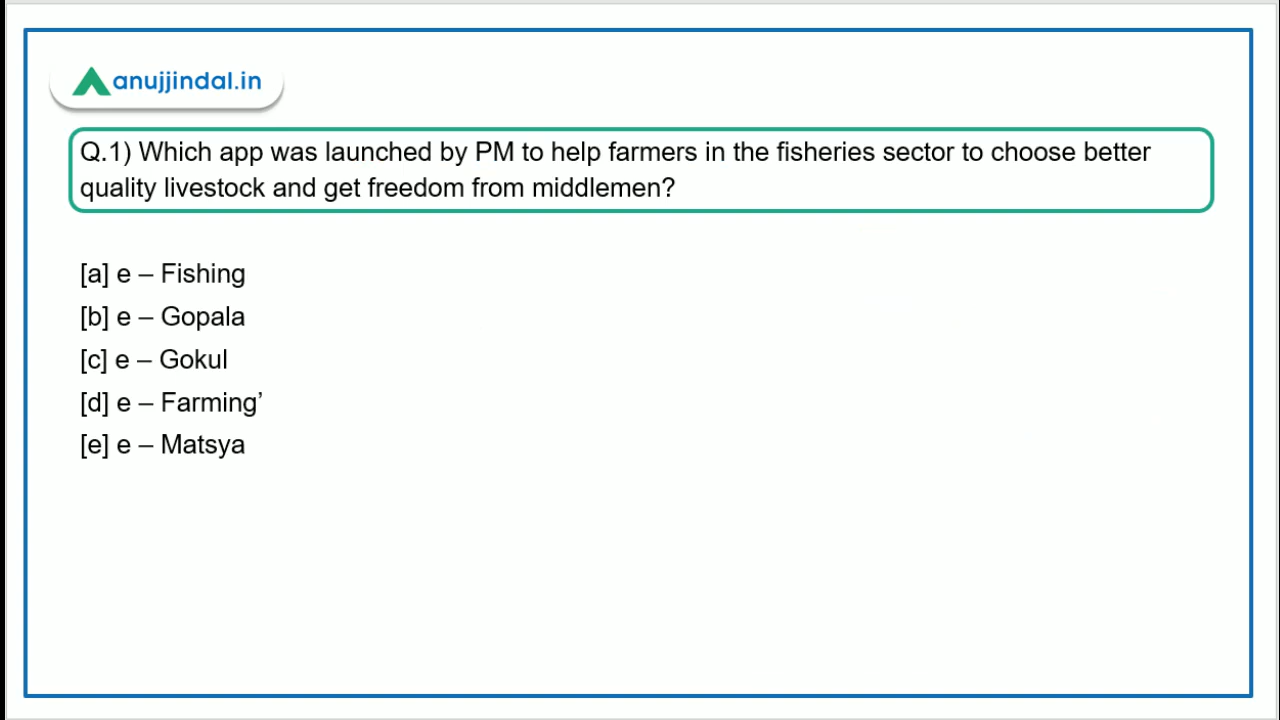 anujjindal.in
Q.1) Which app was launched by PM to help farmers in the fisheries sector to choose better
quality livestock and get freedom from middlemen?
[a] e – Fishing
[b] e – Gopala
[c] e – Gokul
[d] e – Farming’
[e] e – Matsya